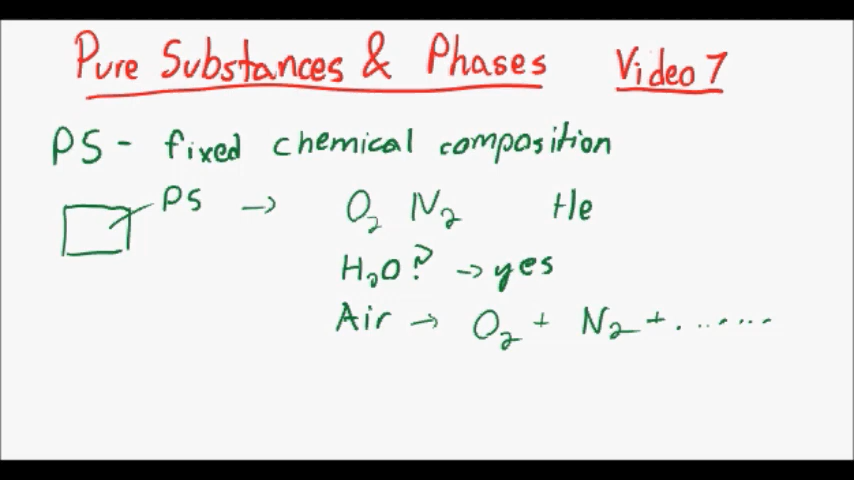 Pure Substances & Phases Video 7
PS - fixed chemical composition
PS → O₂ N₂ He
H₂O? → yes
Air → O₂ + N₂ + .......